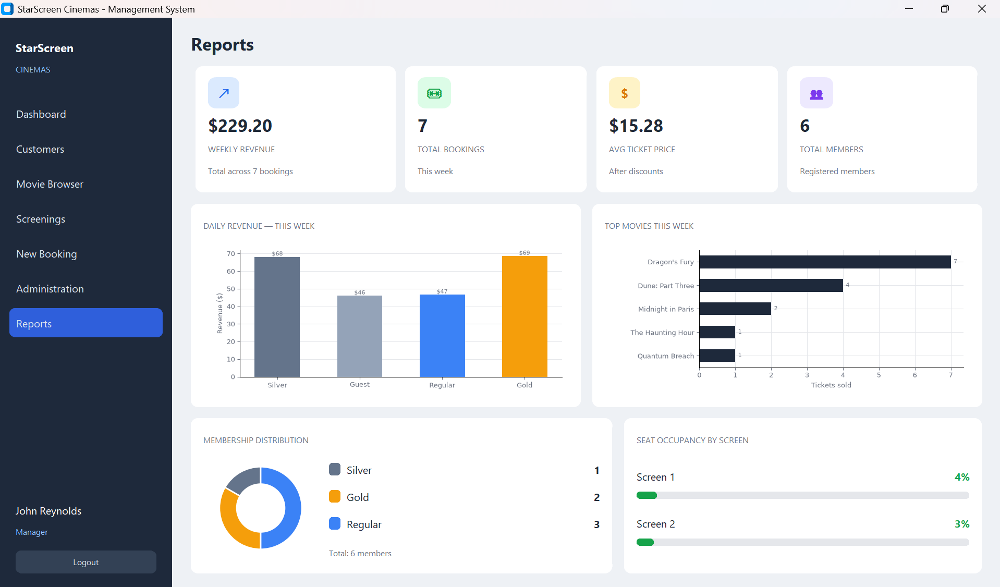 StarScreen Cinemas - Management System
StarScreen
CINEMAS
Dashboard
Customers
Movie Browser
Screenings
New Booking
Administration
Reports
John Reynolds
Manager
Logout
Reports
$229.20
WEEKLY REVENUE
Total across 7 bookings
7
TOTAL BOOKINGS
This week
$
$15.28
AVG TICKET PRICE
After discounts
6
TOTAL MEMBERS
Registered members
DAILY REVENUE — THIS WEEK
Revenue ($)
70
60
50
40
30
20
10
0
$68
$46
$47
$69
Silver
Guest
Regular
Gold
TOP MOVIES THIS WEEK
Dragon's Fury
7
Dune: Part Three
4
Midnight in Paris
2
The Haunting Hour
1
Quantum Breach
1
0 1 2 3 4 5 6 7
Tickets sold
MEMBERSHIP DISTRIBUTION
Silver 1
Gold 2
Regular 3
Total: 6 members
SEAT OCCUPANCY BY SCREEN
Screen 1 4%
Screen 2 3%